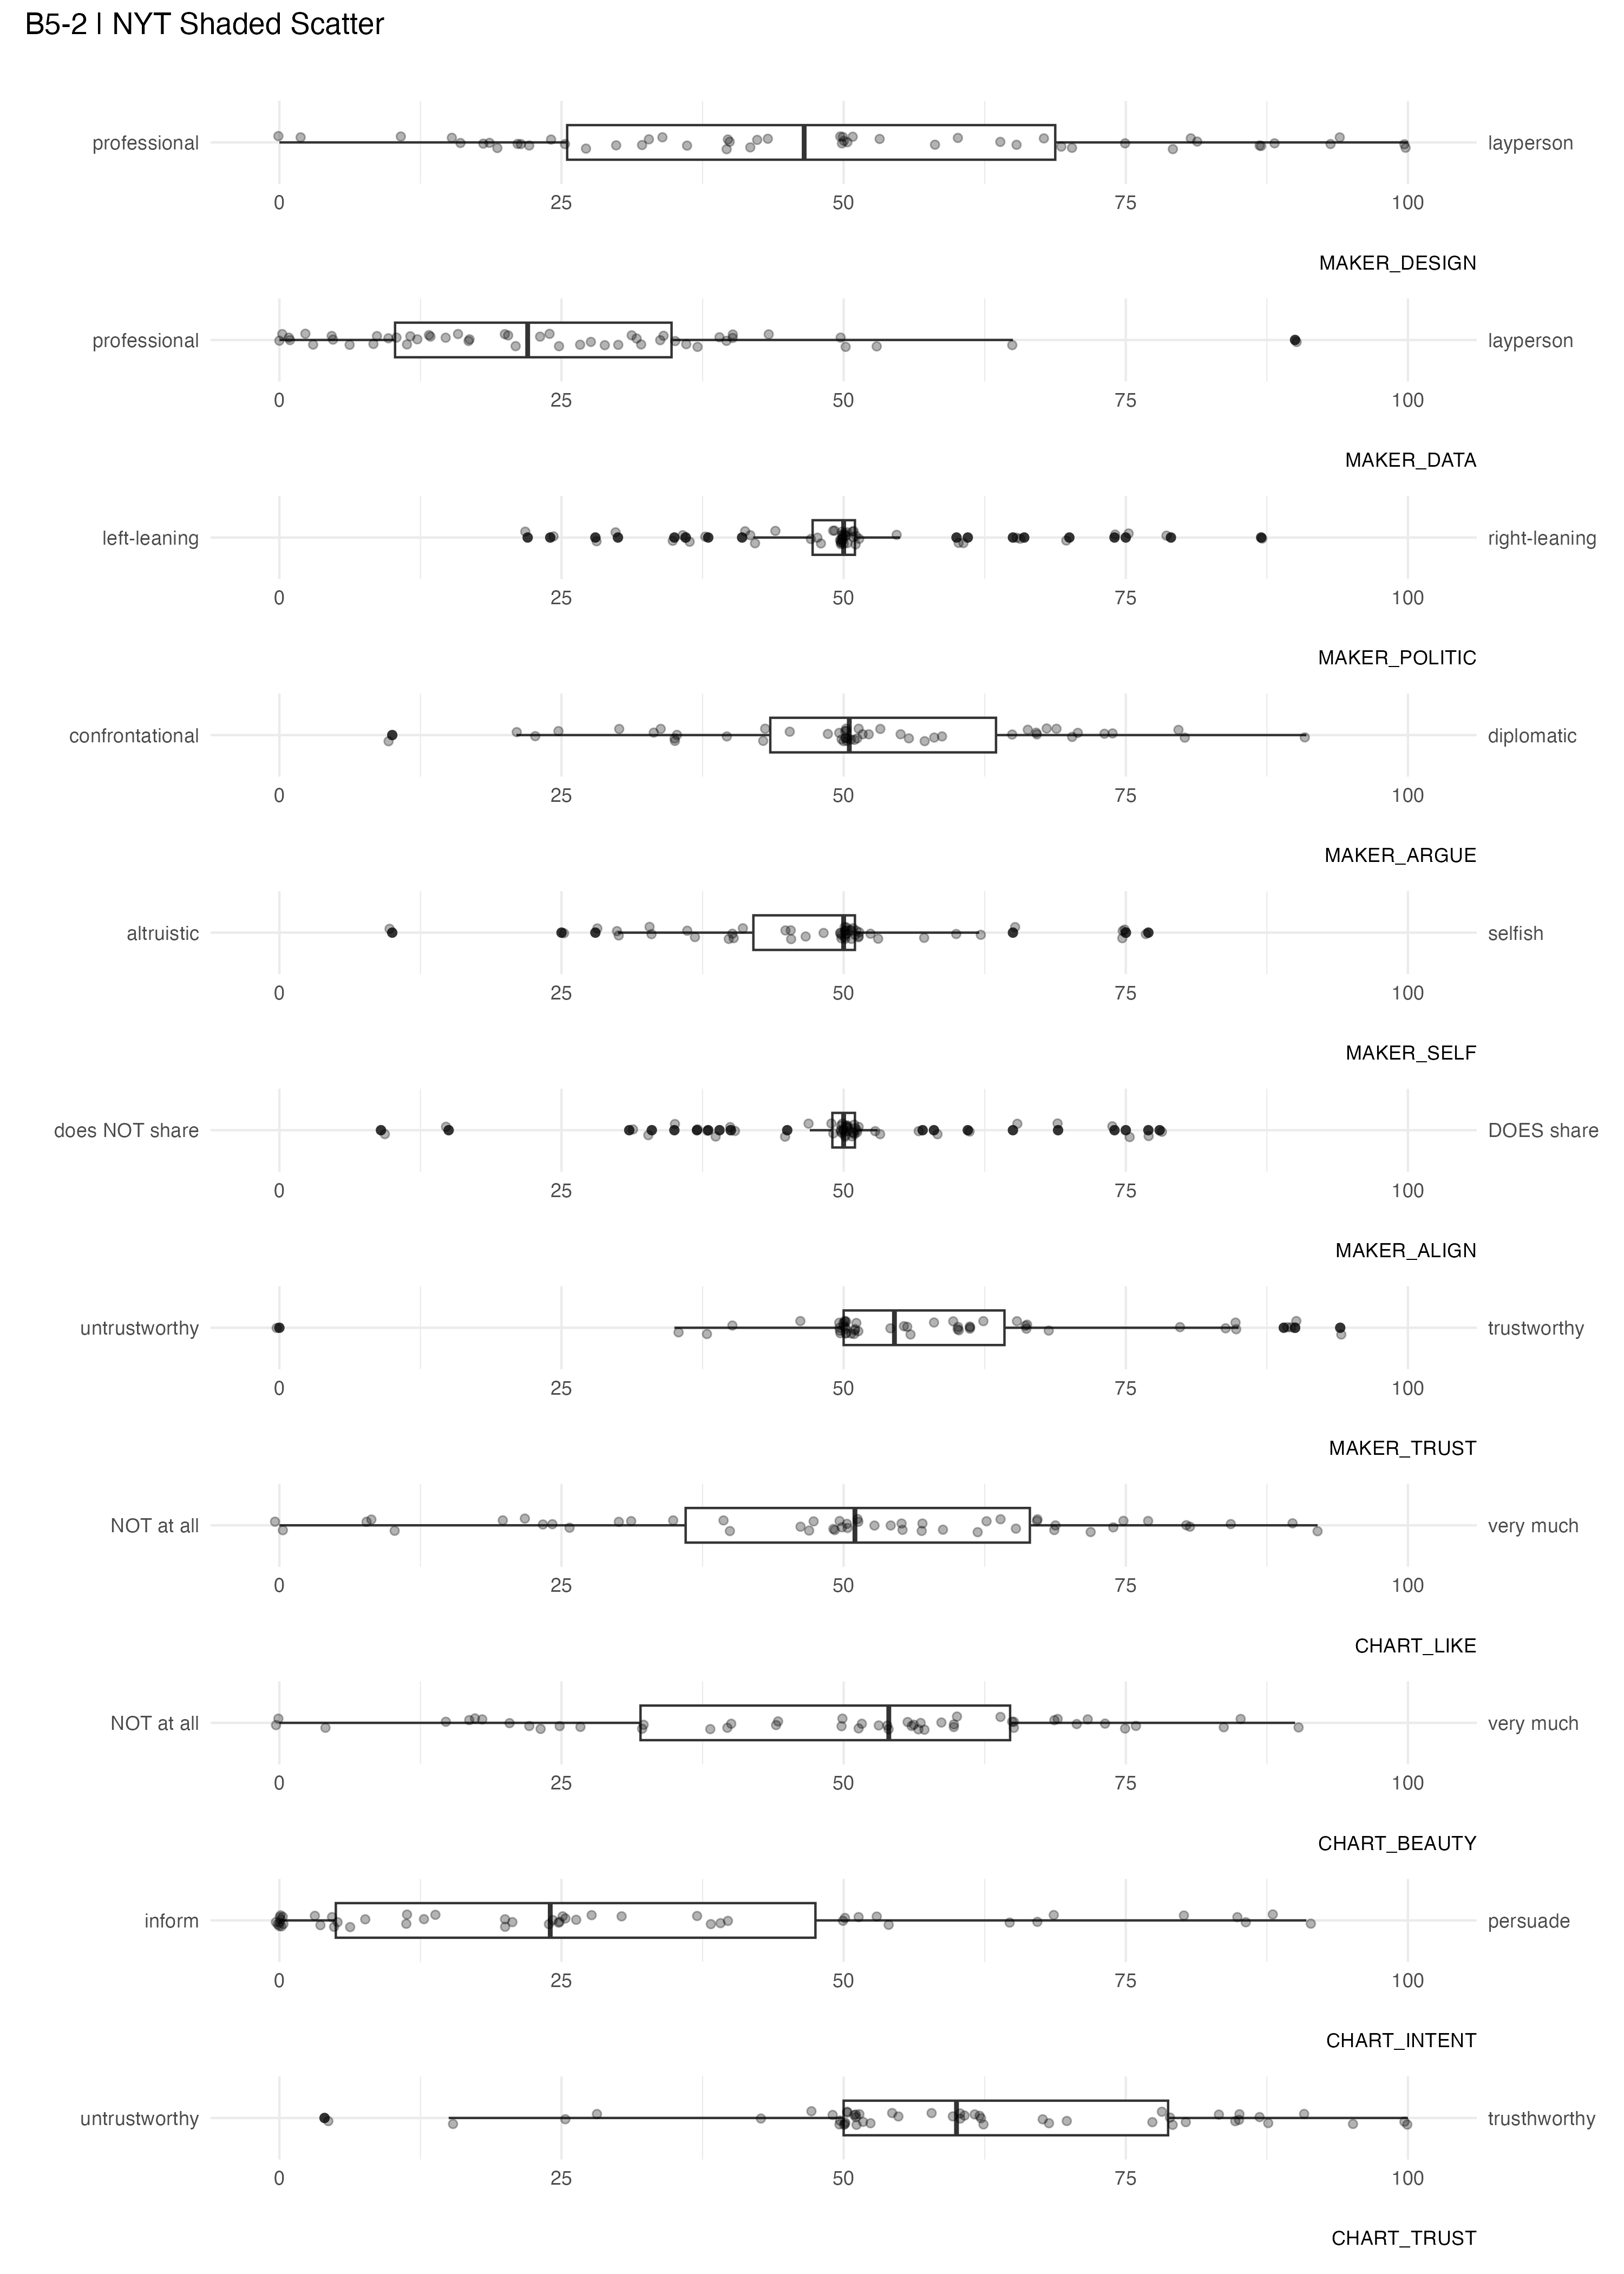 B5-2 | NYT Shaded Scatter
professional layperson
0 25 50 75 100
MAKER_DESIGN
professional layperson
0 25 50 75 100
MAKER_DATA
left-leaning right-leaning
0 25 50 75 100
MAKER_POLITIC
confrontational diplomatic
0 25 50 75 100
MAKER_ARGUE
altruistic selfish
0 25 50 75 100
MAKER_SELF
does NOT share DOES share
0 25 50 75 100
MAKER_ALIGN
untrustworthy trustworthy
0 25 50 75 100
MAKER_TRUST
NOT at all very much
0 25 50 75 100
CHART_LIKE
NOT at all very much
0 25 50 75 100
CHART_BEAUTY
inform persuade
0 25 50 75 100
CHART_INTENT
untrustworthy trusthworthy
0 25 50 75 100
CHART_TRUST